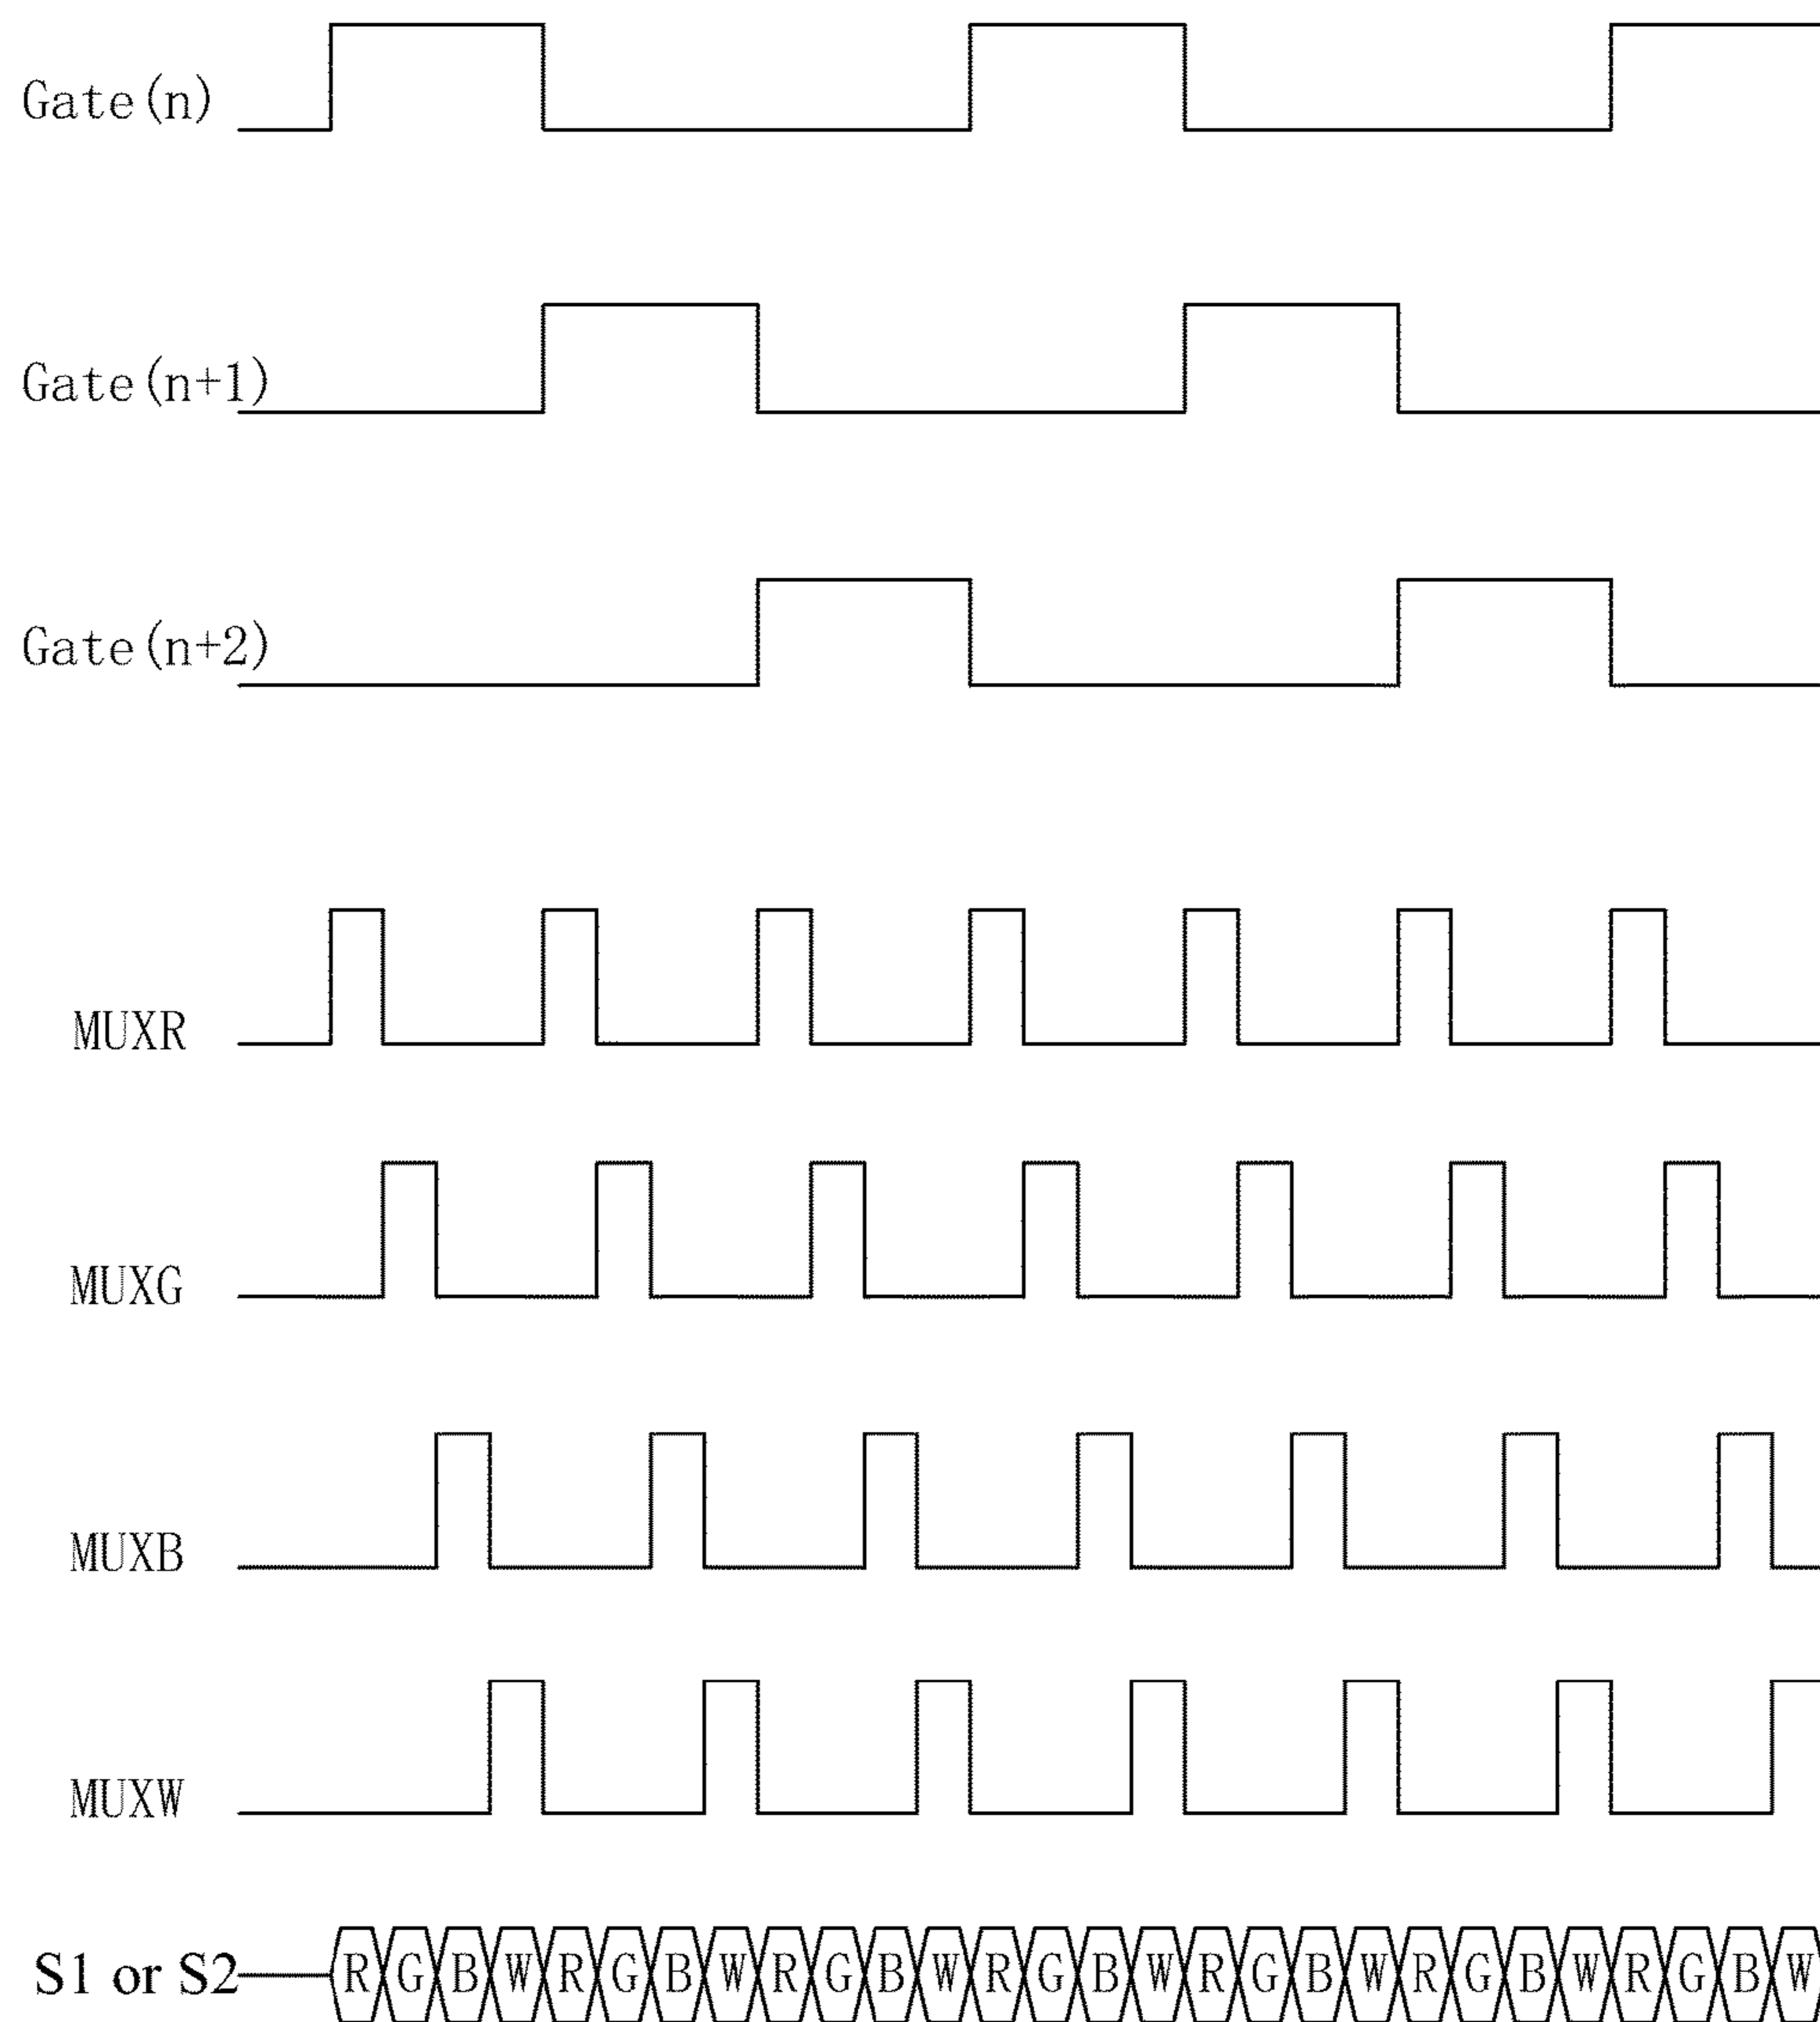 Gate(n)
Gate(n+1)
Gate(n+2)
MUXR
MUXG
MUXB
MUXW
S1 or S2 R G B W R G B W R G B W R G B W R G B W R G B W R G B W